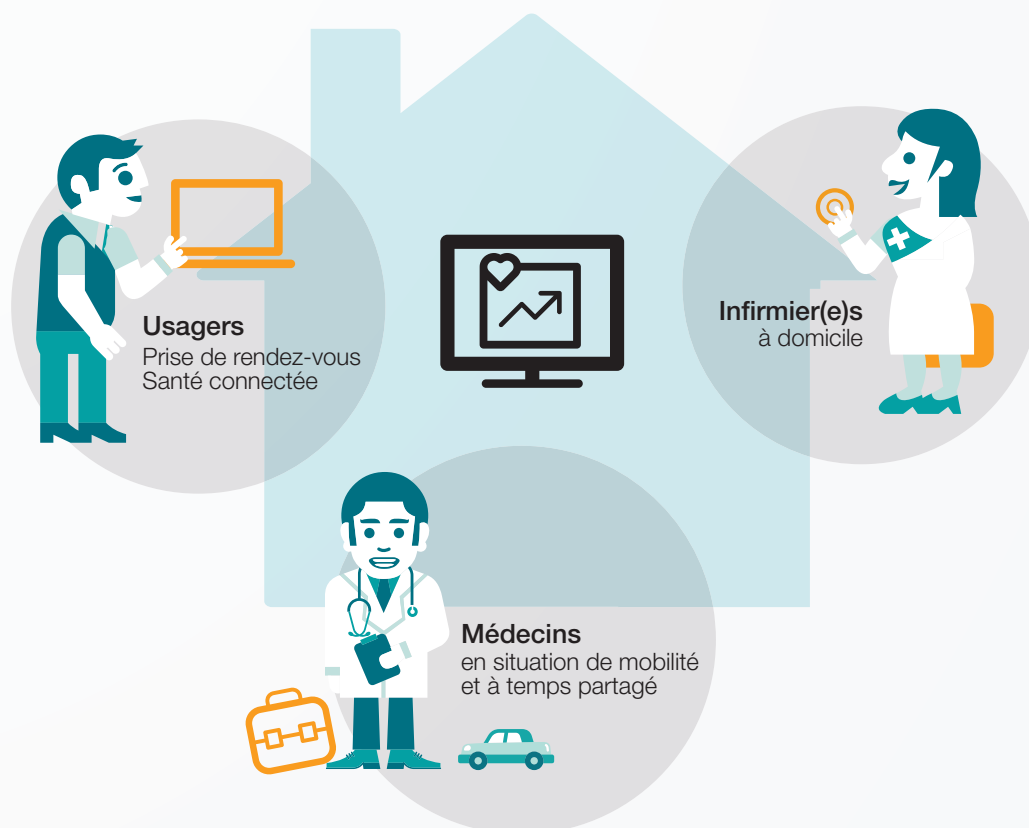 Usagers
Prise de rendez-vous
Santé connectée
Infirmier(e)s
à domicile
Médecins
en situation de mobilité
et à temps partagé